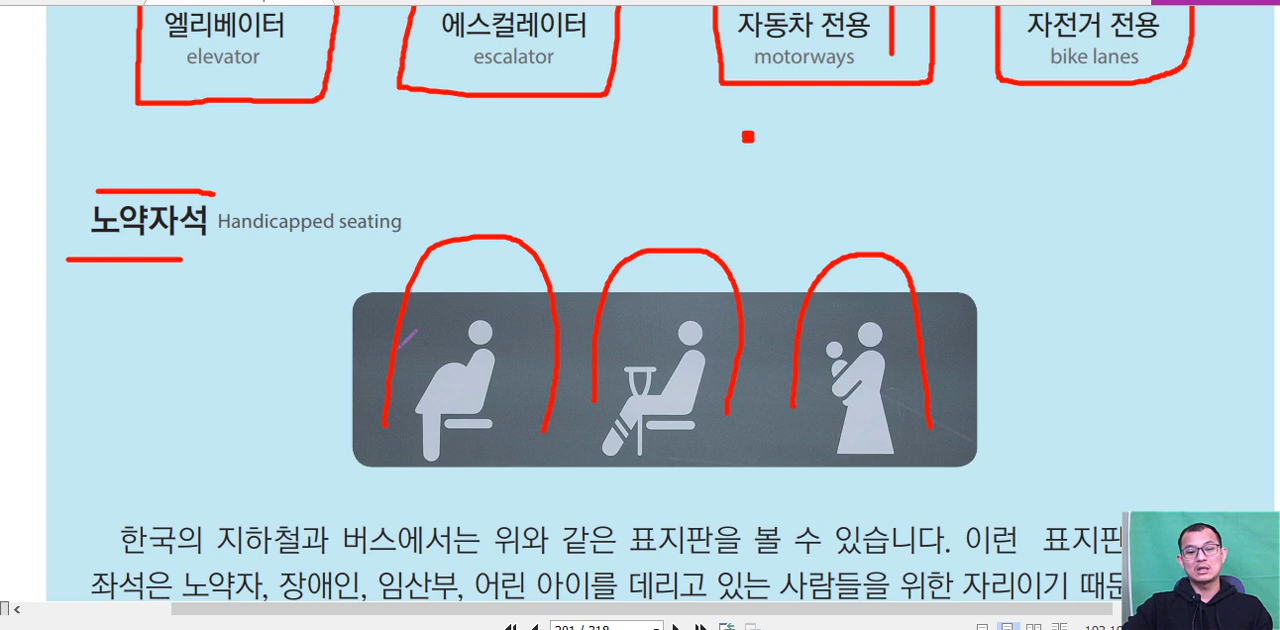 엘리베이터 에스컬레이터 자동차 전용 자전거 전용
elevator escalator motorways bike lanes
노약자석 Handicapped seating
한국의 지하철과 버스에서는 위와 같은 표지판을 볼 수 있습니다. 이런 표지판
좌석은 노약자, 장애인, 임산부, 어린 아이를 데리고 있는 사람들을 위한 자리이기